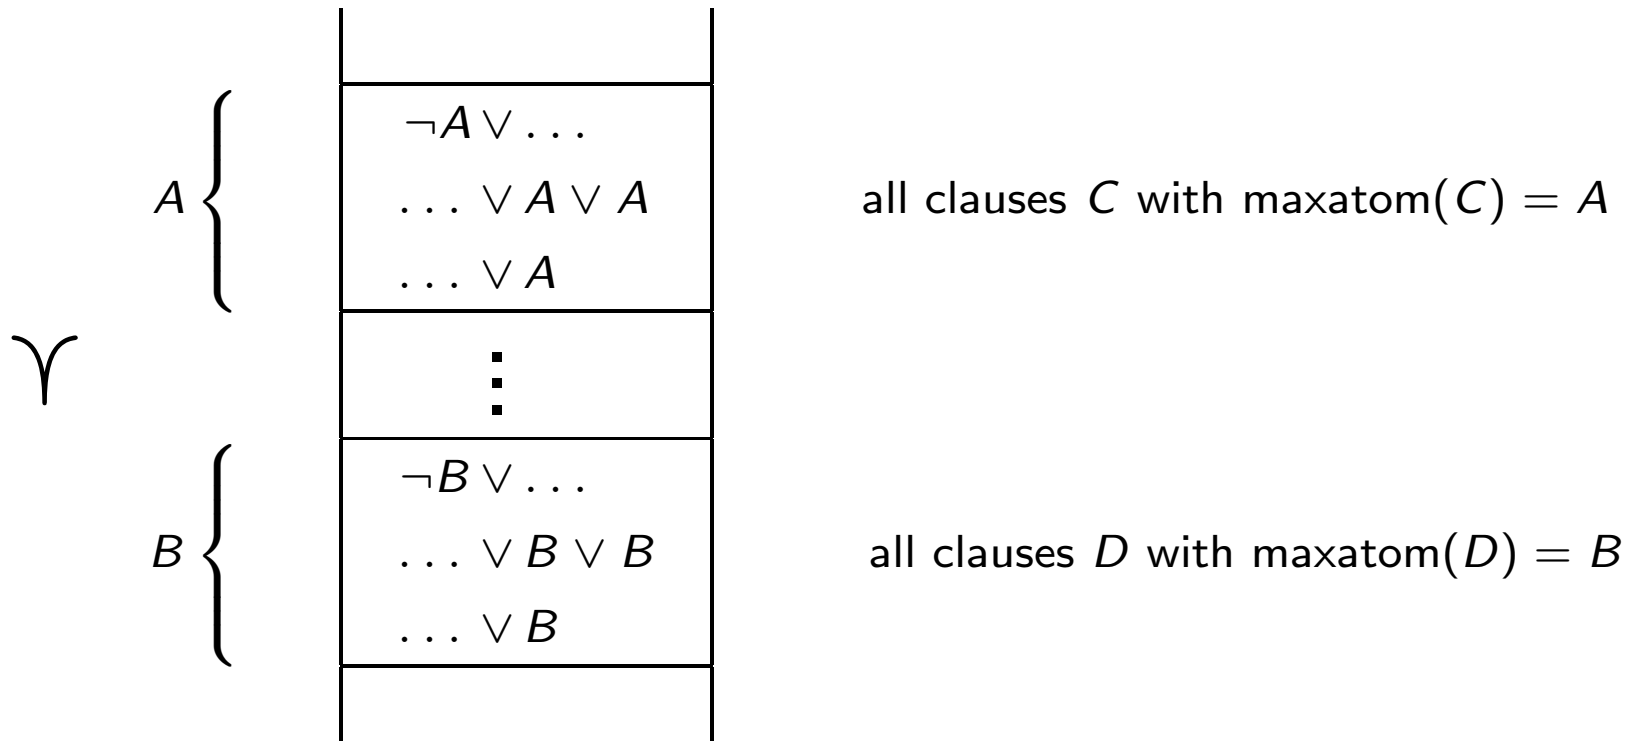 ¬A ∨ . . .
A { . . . ∨ A ∨ A all clauses C with maxatom(C) = A
. . . ∨ A
≻
⋮
¬B ∨ . . .
B { . . . ∨ B ∨ B all clauses D with maxatom(D) = B
. . . ∨ B